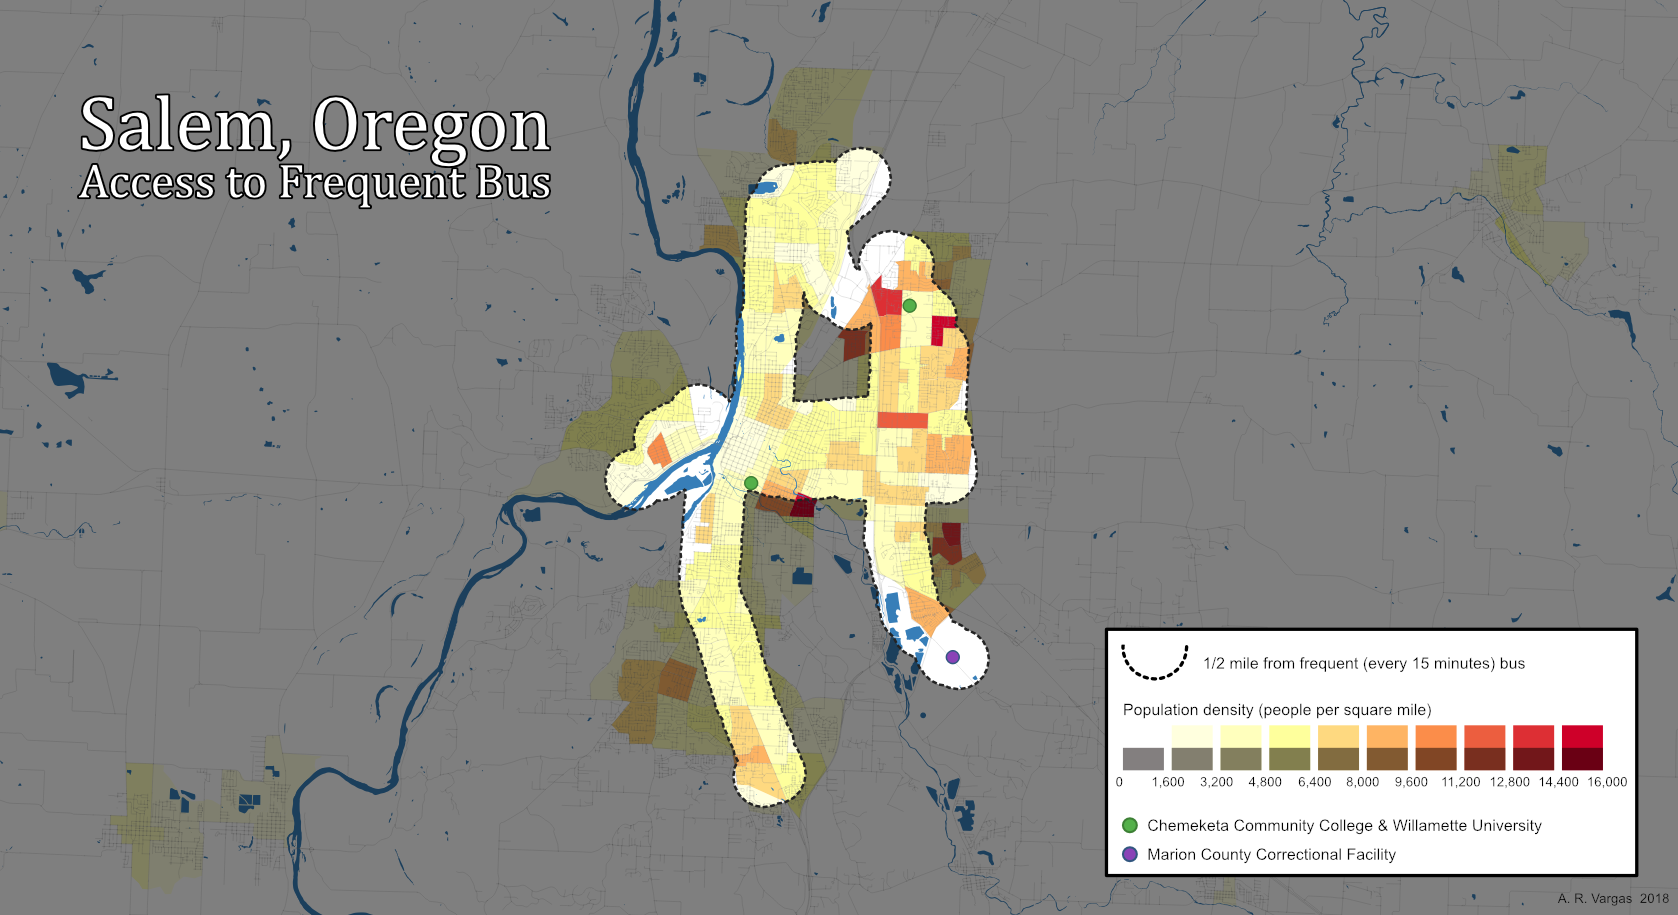 Salem, Oregon
Access to Frequent Bus
1/2 mile from frequent (every 15 minutes) bus
Population density (people per square mile)
0 1,600 3,200 4,800 6,400 8,000 9,600 11,200 12,800 14,400 16,000
Chemeketa Community College & Willamette University
Marion County Correctional Facility
A. R. Vargas 2018